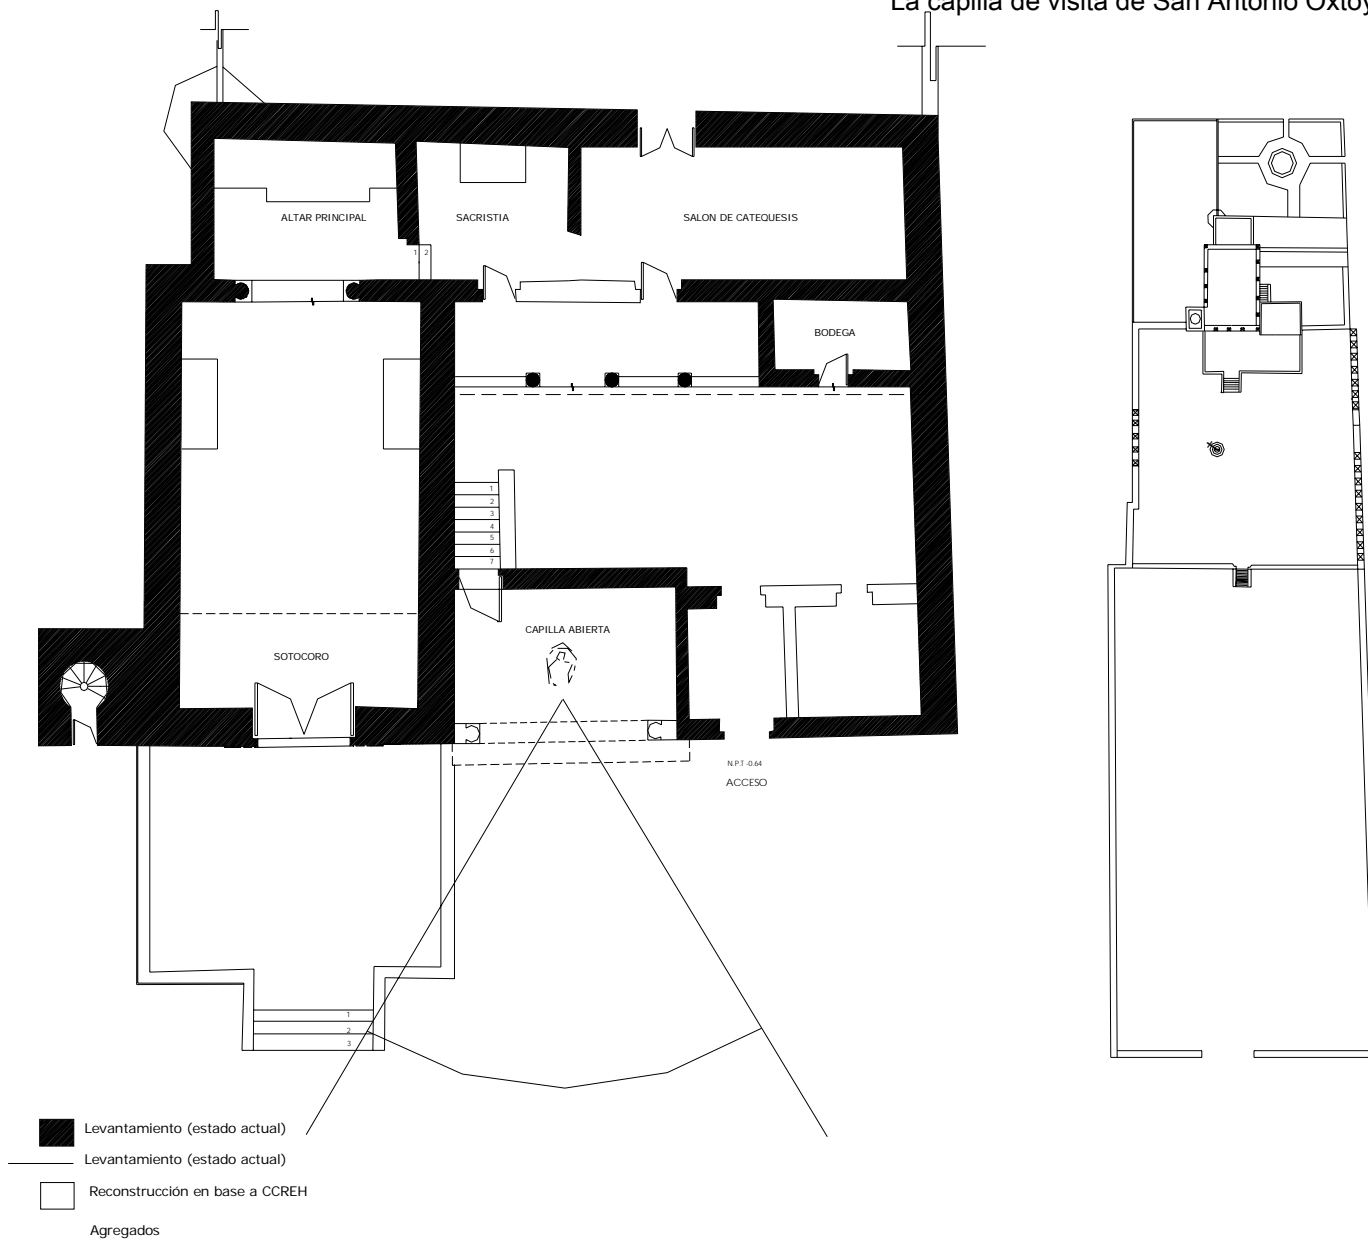 La capilla de visita de San Antonio Oxtoy
ALTAR PRINCIPAL
SACRISTIA
SALON DE CATEQUESIS
1 2
BODEGA
1
2
3
4
5
6
7
CAPILLA ABIERTA
SOTOCORO
N.P.T -0.64
ACCESO
1
2
3
Levantamiento (estado actual)
Levantamiento (estado actual)
Reconstrucción en base a CCREH
Agregados